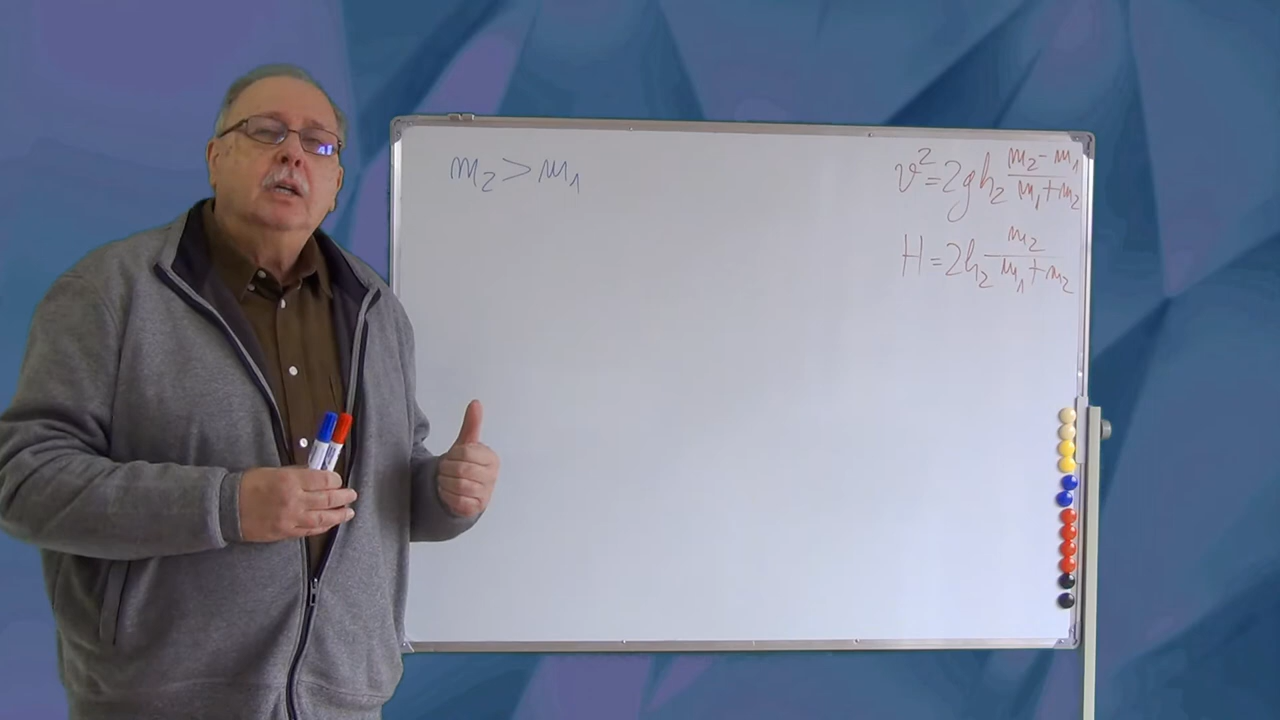 m₂ > m₁
v² = 2gh₂ (m₂ - m₁)/(m₁ + m₂)
H = 2h₂ m₂/(m₁ + m₂)